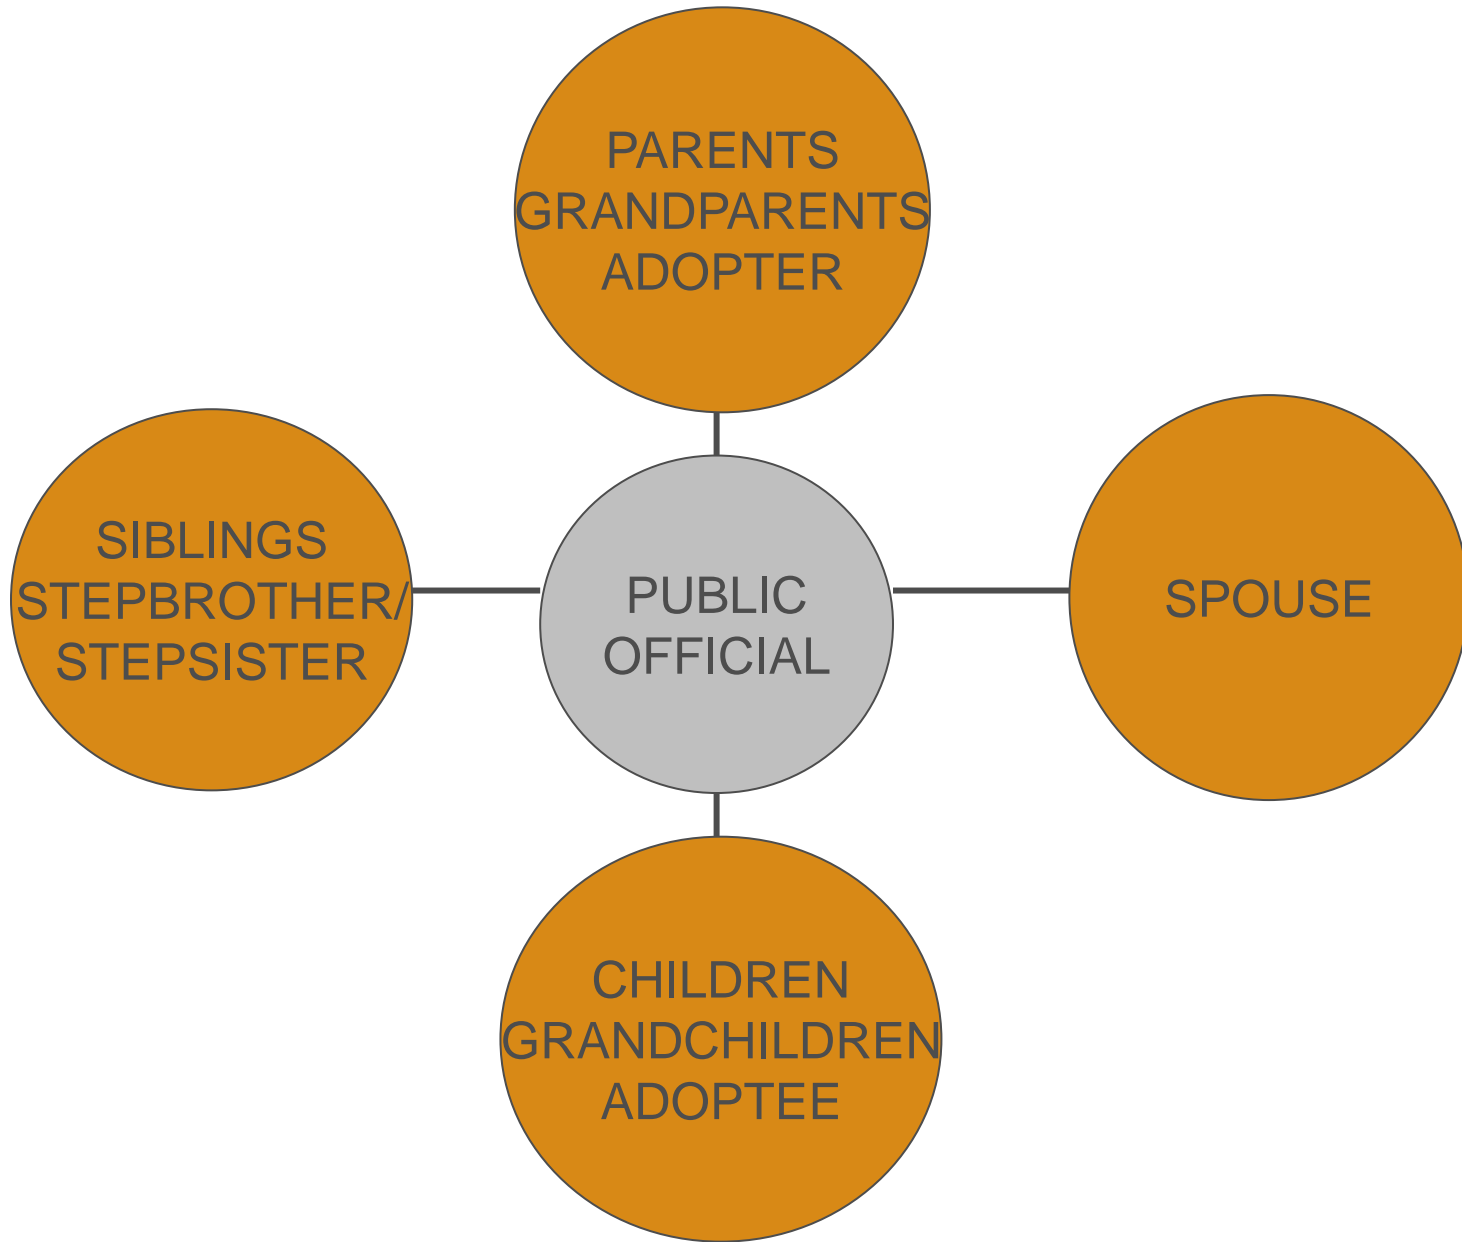 PARENTS
GRANDPARENTS
ADOPTER
SIBLINGS
STEPBROTHER/
STEPSISTER
PUBLIC
OFFICIAL
SPOUSE
CHILDREN
GRANDCHILDREN
ADOPTEE